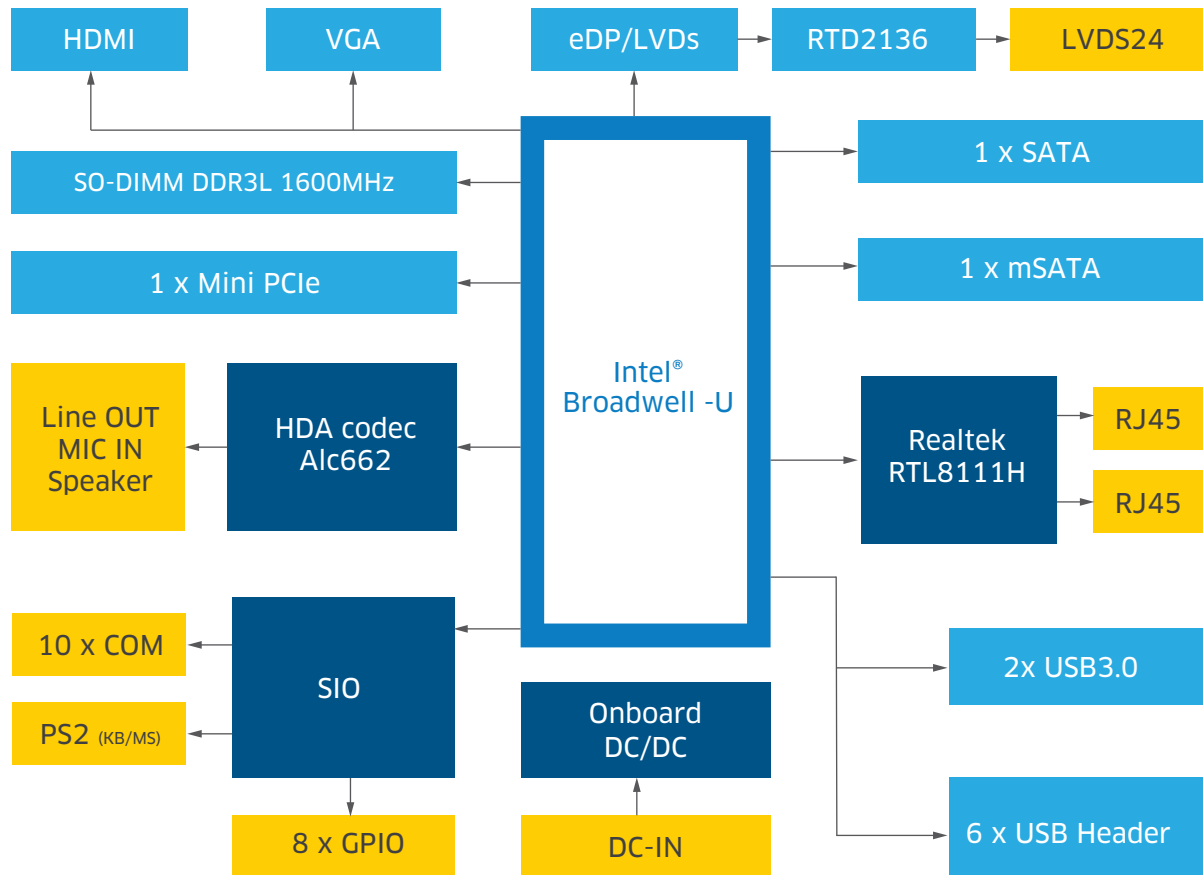 HDMI
VGA
eDP/LVDs
RTD2136
LVDS24
SO-DIMM DDR3L 1600MHz
1 x SATA
1 x Mini PCIe
1 x mSATA
Intel®
Broadwell -U
Line OUT
MIC IN
Speaker
HDA codec
Alc662
Realtek
RTL8111H
RJ45
RJ45
10 x COM
PS2 (KB/MS)
SIO
8 x GPIO
Onboard
DC/DC
DC-IN
2x USB3.0
6 x USB Header